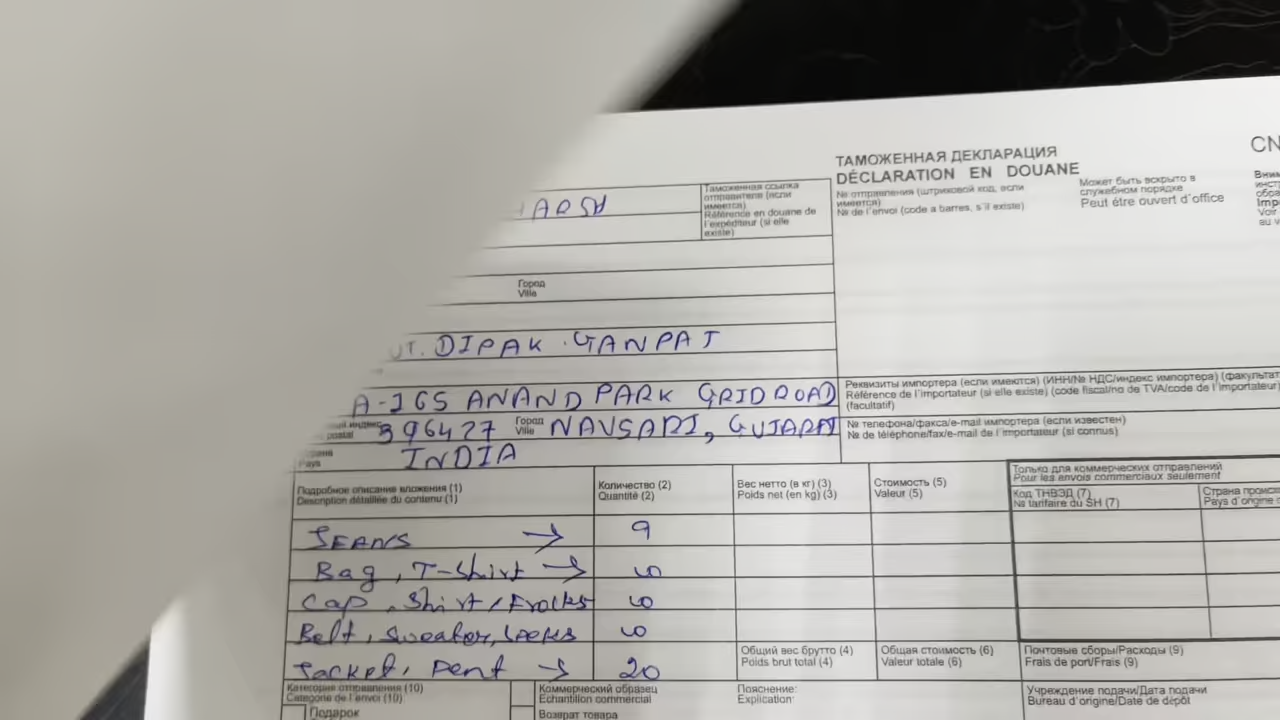 CN
ТАМОЖЕННАЯ ДЕКЛАРАЦИЯ
DÉCLARATION EN DOUANE
№ отправления (штриховой код, если имеется)
№ de l'envoi (code a barres, s'il existe)
Может быть вскрыто в
служебном порядке
Peut être ouvert d'office
Таможенная ссылка
отправителя (если
имеется)
Référence en douane de
l'expéditeur (si elle
existe)
Город
Ville
DIPAK GANPAT
ANAND PARK GRIDROAD
396427
Город
Ville
NAVSARI, GUJARAT
Pays
INDIA
Реквизиты импортера (если имеются) (ИНН/№ НДС/индекс импортера)
Référence de l'importateur (si elle existe) (code fiscal/no de TVA/code de l'importateur)
(facultatif)
№ телефона/факса/e-mail импортера (если известен)
№ de téléphone/fax/e-mail de l'importateur (si connus)
Подробное описание вложения (1)
Description détaillée du contenu (1)
Количество (2)
Quantité (2)
Вес нетто (в кг) (3)
Poids net (en kg) (3)
Стоимость (5)
Valeur (5)
Только для коммерческих отправлений
Pour les envois commerciaux seulement
Код ТНВЭД (7)
№ tarifaire du SH (7)
Страна
Pays d'origine
JEANS → 9
Bag, T-Shirt →
Cap, Shirt, Frocks
Belt, Sweater,
Jacket, Pent → 20
Общий вес брутто (4)
Poids brut total (4)
Общая стоимость (6)
Valeur totale (6)
Почтовые сборы/Расходы (9)
Frais de port/Frais (9)
Категория отправления (10)
Catégorie de l'envoi (10)
Подарок
Коммерческий образец
Echantillon commercial
Возврат товара
Пояснение:
Explication:
Учреждение подачи/Дата подачи
Bureau d'origine/Date de dépôt